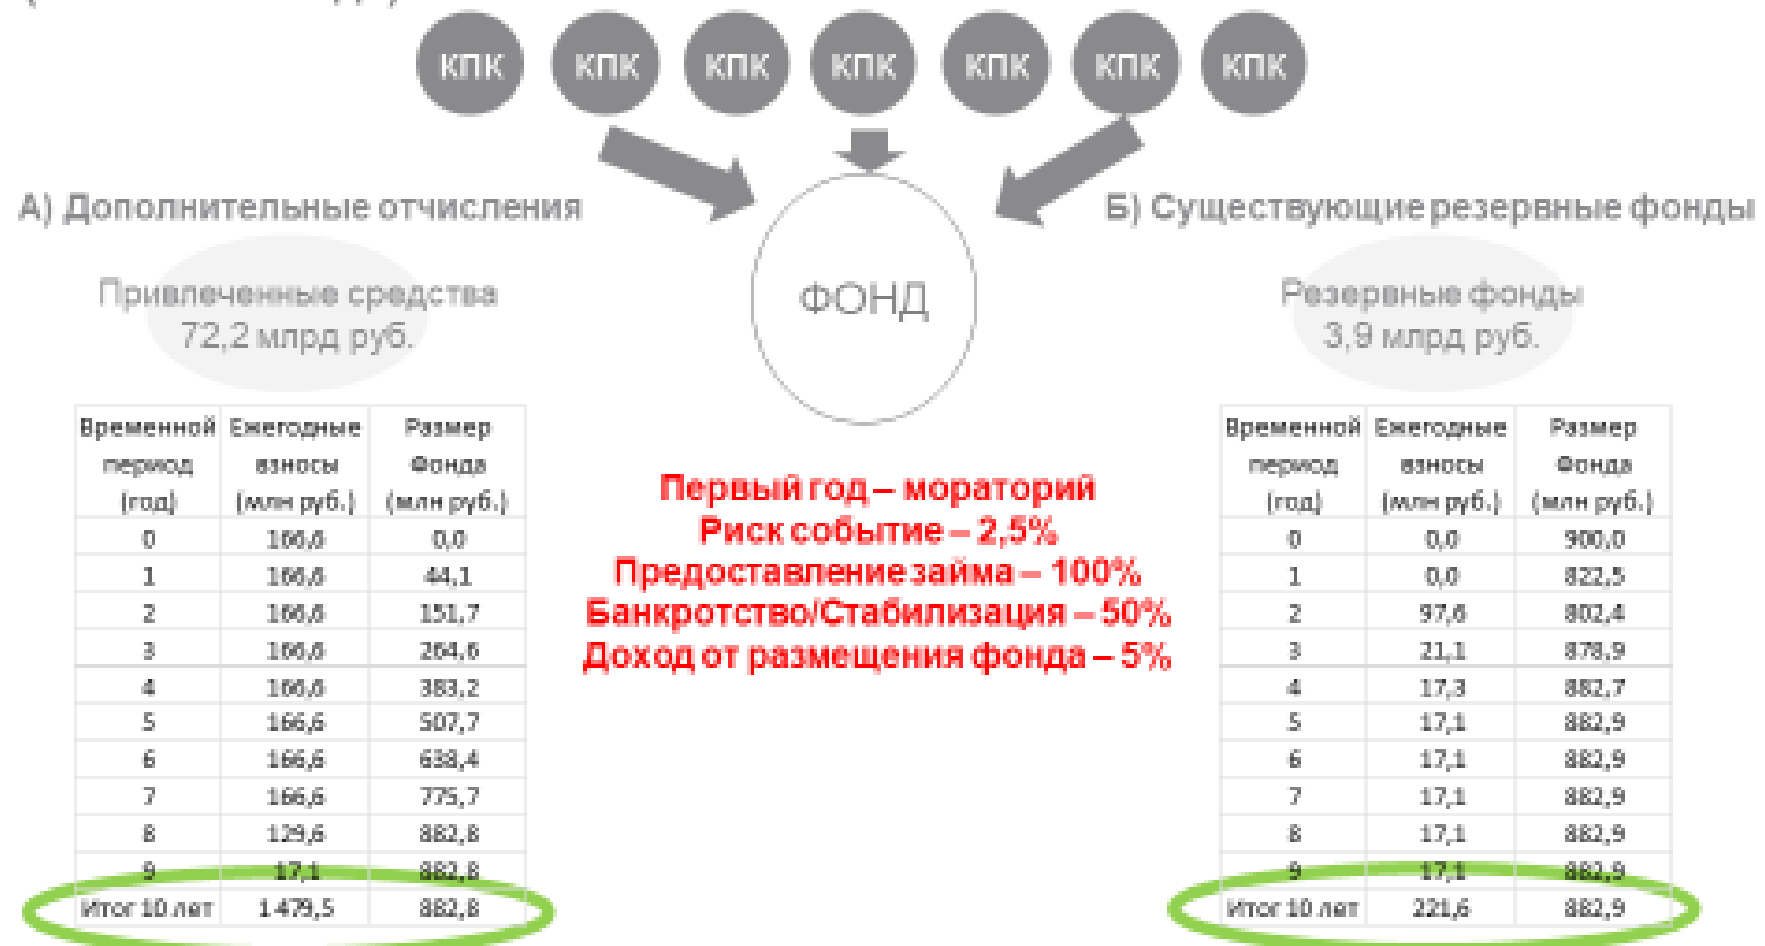 КПК КПК КПК КПК КПК КПК КПК
А) Дополнительные отчисления
Б) Существующие резервные фонды
Привлеченные средства
72,2 млрд руб.
ФОНД
Резервные фонды
3,9 млрд руб.
Временной Ежегодные Размер
период взносы Фонда
(год) (млн руб.) (млн руб.)
0 166,6 0,0
1 166,6 44,1
2 166,6 151,7
3 166,6 264,6
4 166,6 383,2
5 166,6 507,7
6 166,6 638,4
7 166,6 775,7
8 129,6 882,8
9 17,1 882,8
Итог 10 лет 1 479,5 882,8
Первый год – мораторий
Риск событие – 2,5%
Предоставление займа – 100%
Банкротство/Стабилизация – 50%
Доход от размещения фонда – 5%
Временной Ежегодные Размер
период взносы Фонда
(год) (млн руб.) (млн руб.)
0 0,0 900,0
1 0,0 822,5
2 97,6 802,4
3 21,1 878,9
4 17,3 882,7
5 17,1 882,9
6 17,1 882,9
7 17,1 882,9
8 17,1 882,9
9 17,1 882,9
Итог 10 лет 221,6 882,9